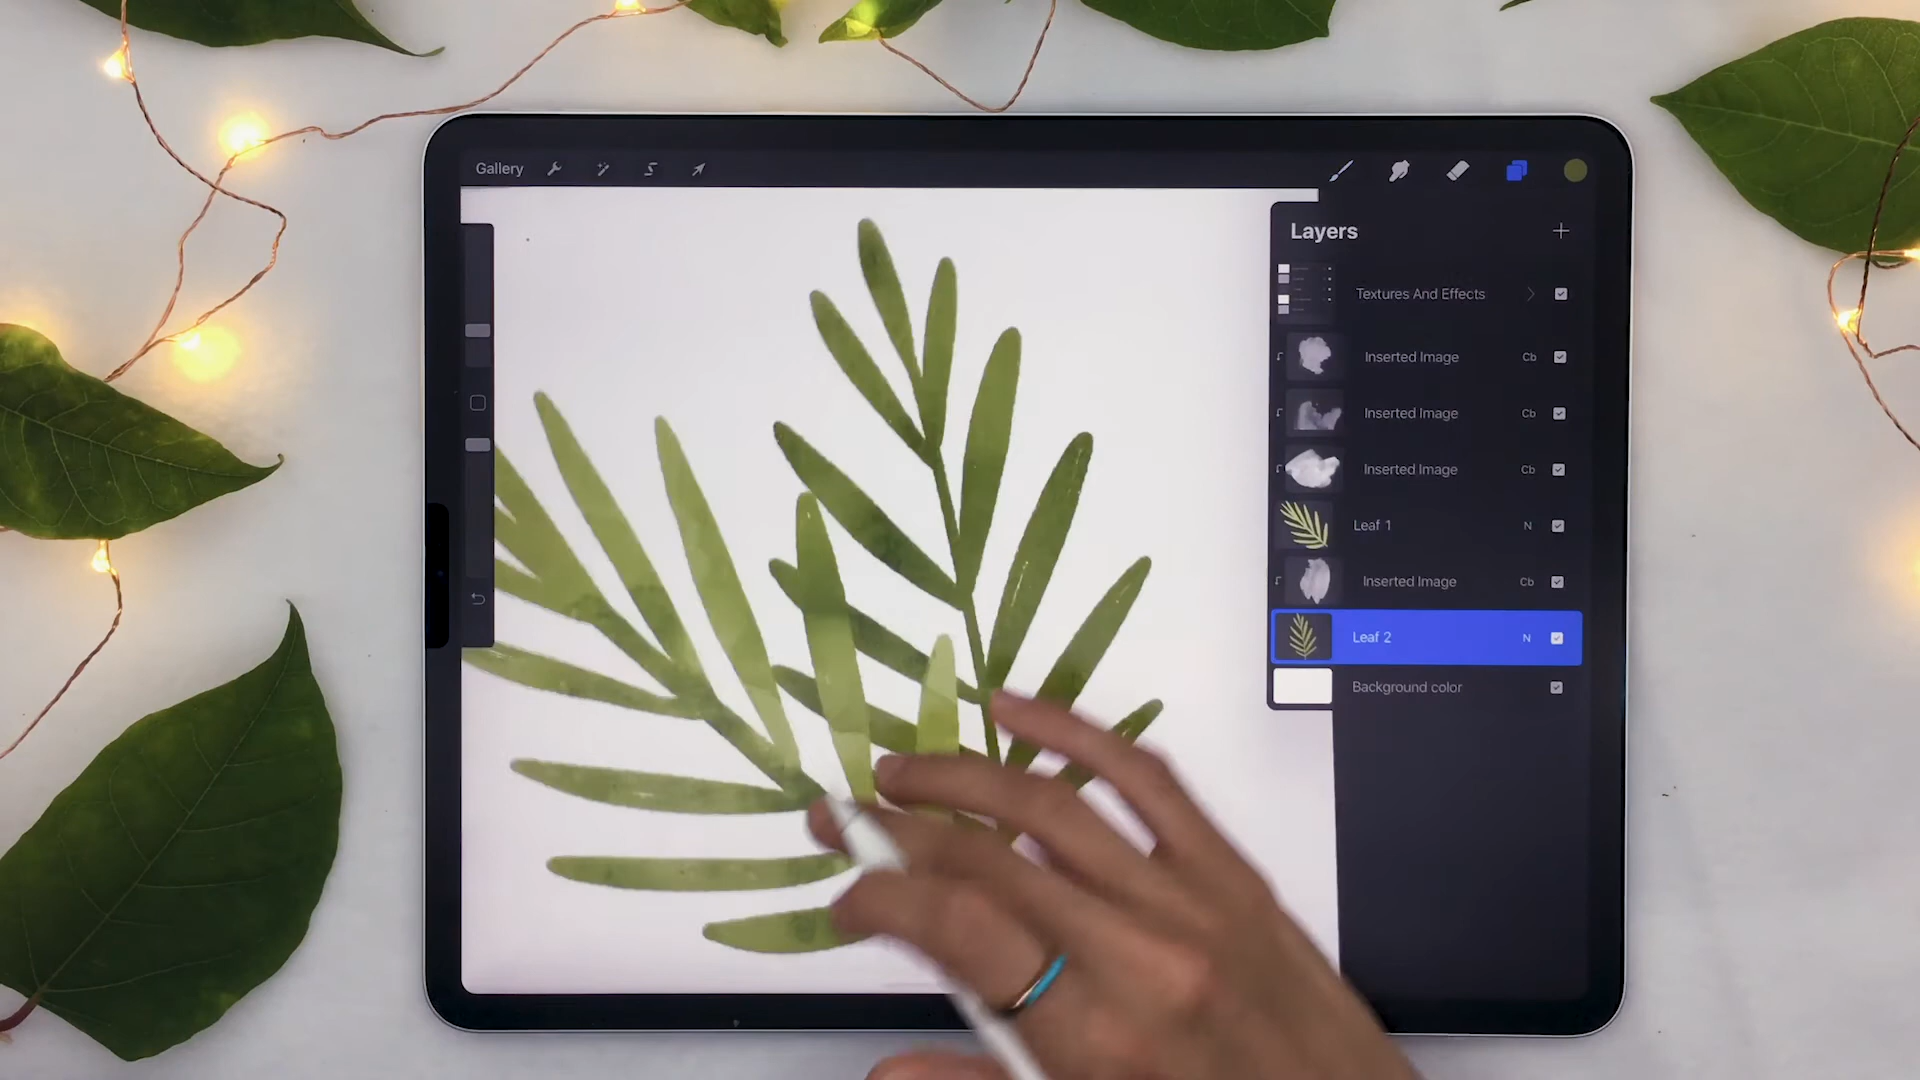 Gallery
Layers
Textures And Effects
Inserted Image Cb
Inserted Image Cb
Inserted Image Cb
Leaf 1 N
Inserted Image Cb
Leaf 2 N
Background color